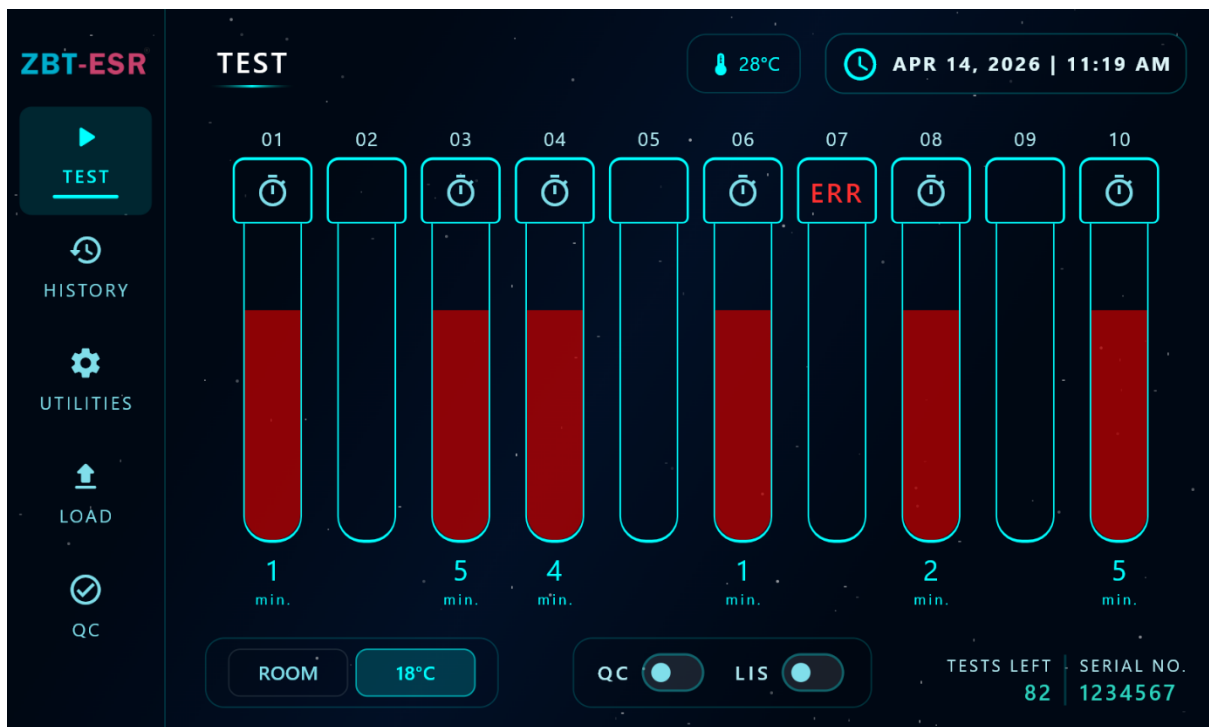 ZBT-ESR
TEST
HISTORY
UTILITIES
LOAD
QC
TEST
28°C
APR 14, 2026 | 11:19 AM
01 02 03 04 05 06 07 08 09 10
ERR
1 5 4 1 2 5
min. min. min. min. min. min.
ROOM 18°C
QC LIS
TESTS LEFT SERIAL NO.
82 1234567